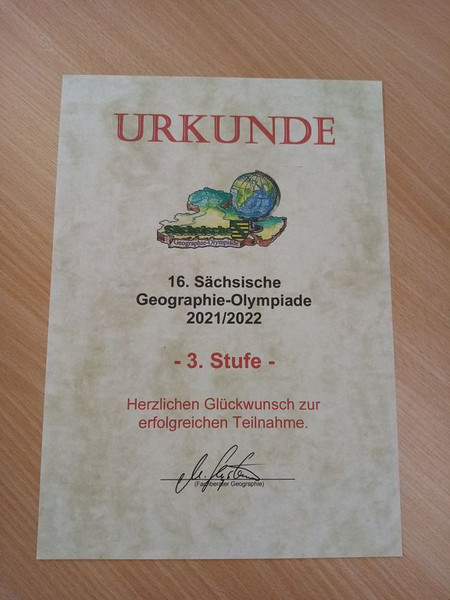 URKUNDE
Sächsische
Geographie-Olympiade
16. Sächsische
Geographie-Olympiade
2021/2022
- 3. Stufe -
Herzlichen Glückwunsch zur
erfolgreichen Teilnahme.
(Fachberater Geographie)